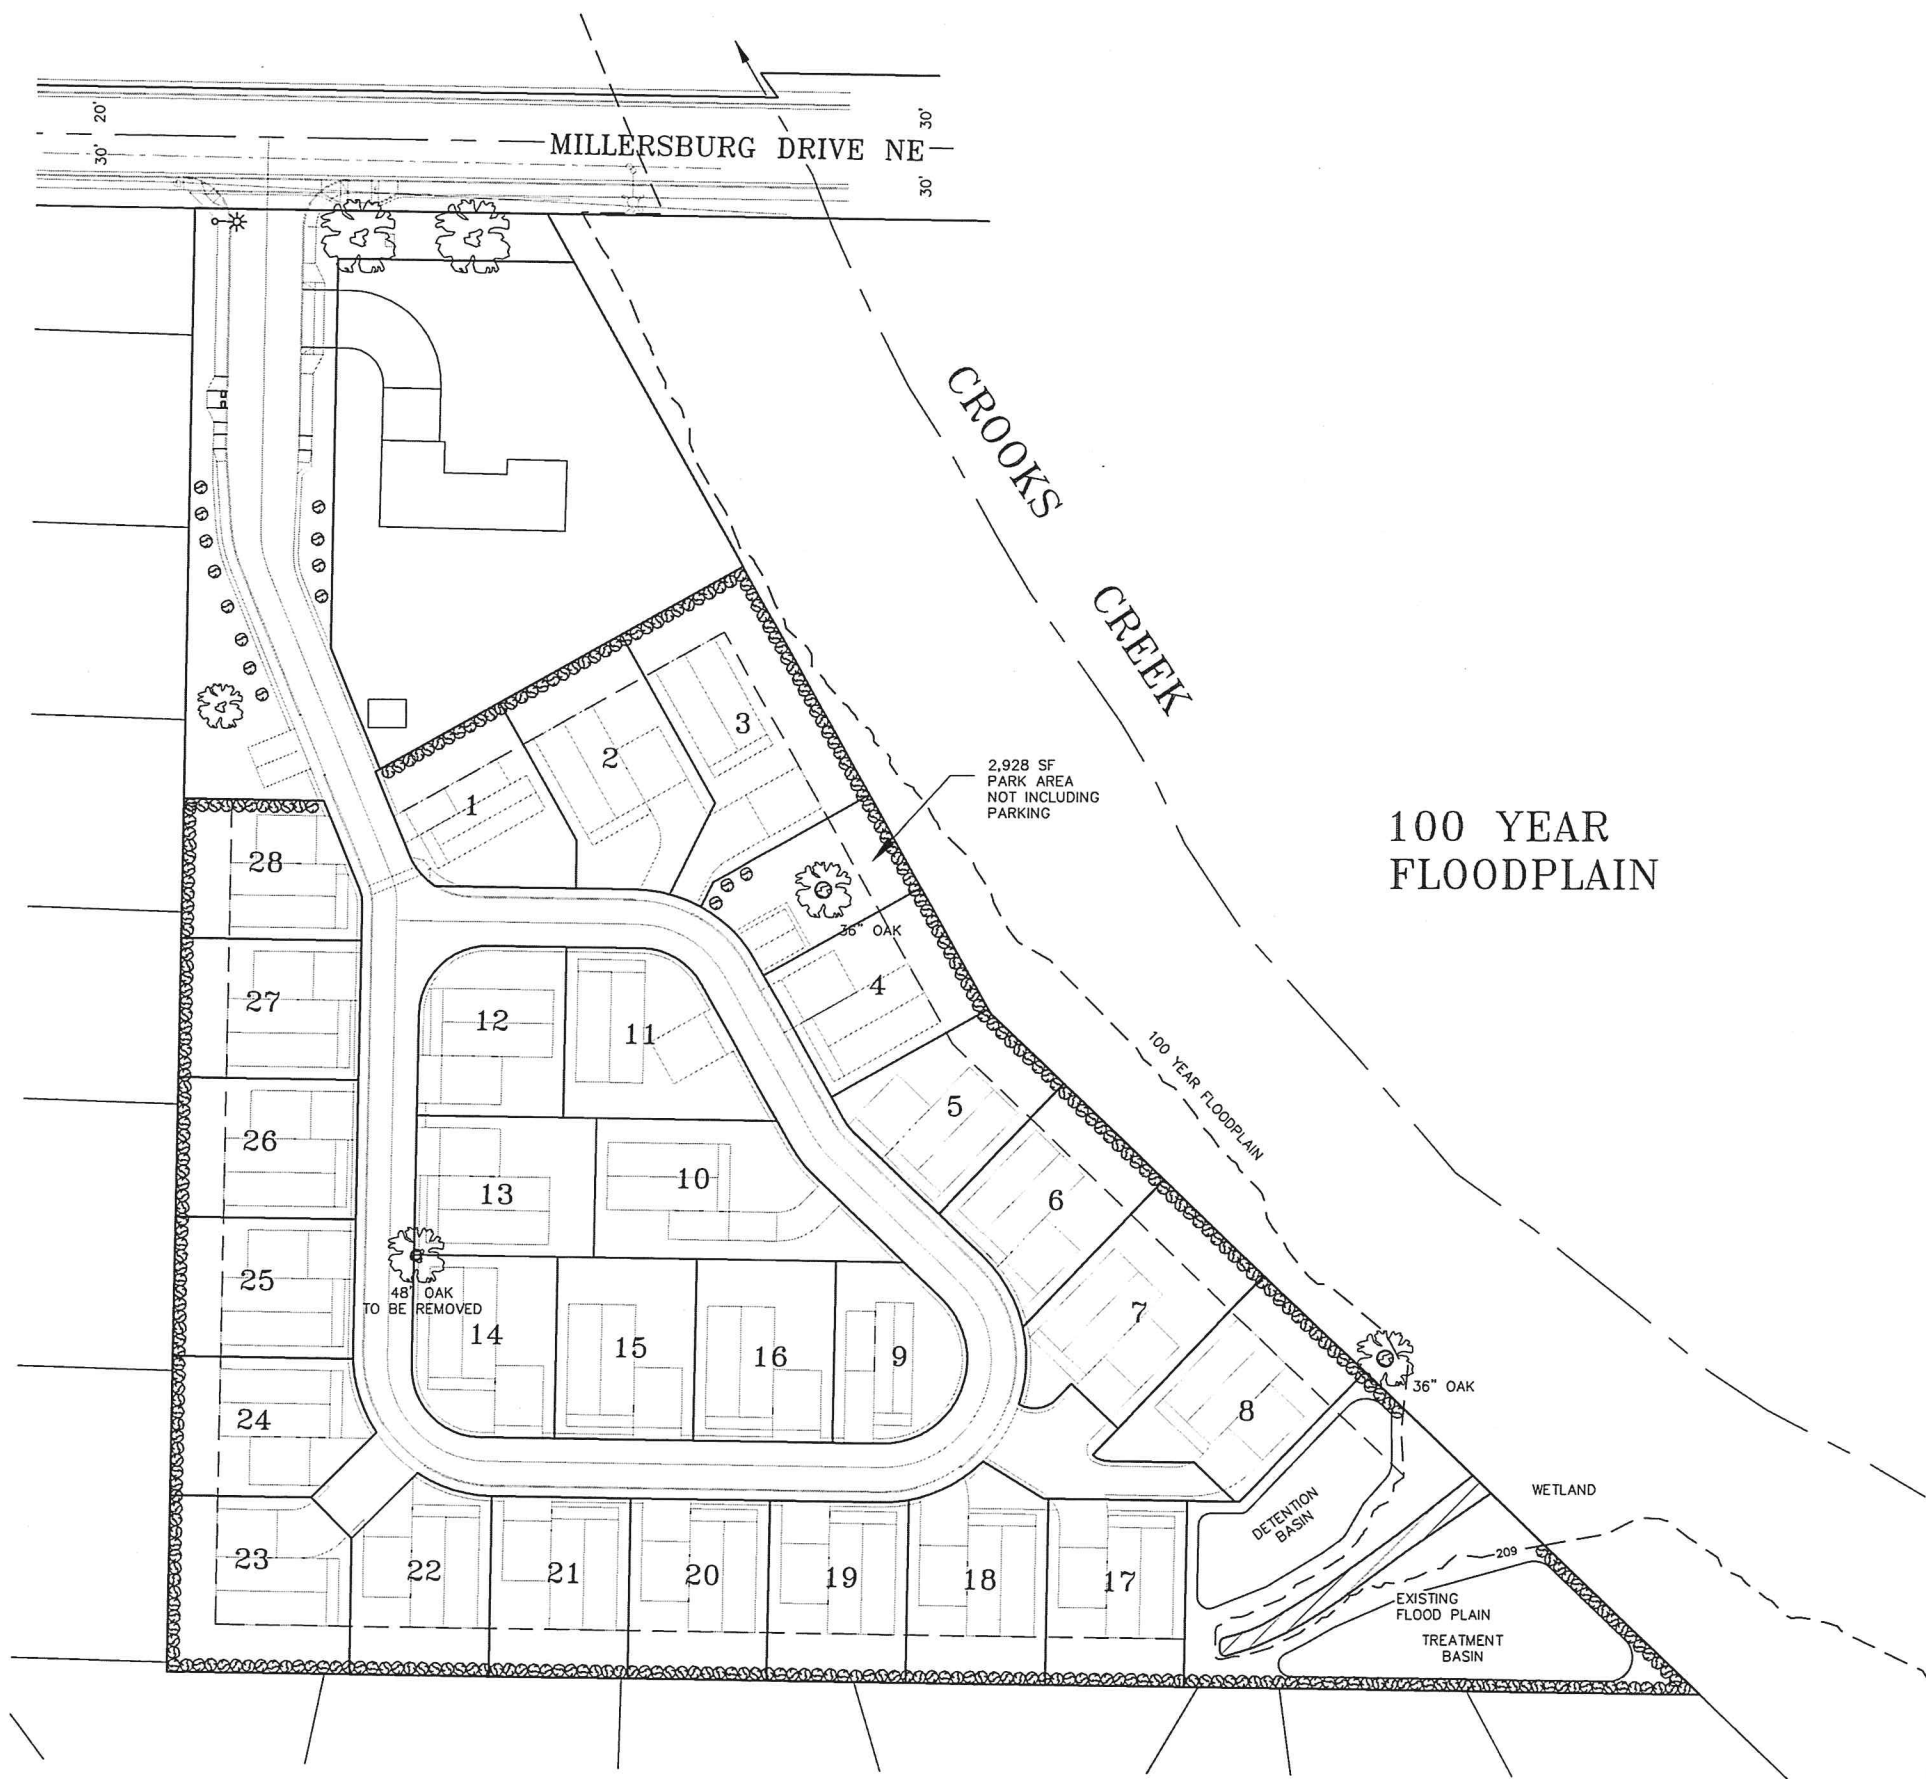 20'
30'
30'
30'
MILLERSBURG DRIVE NE
CROOKS
CREEK
100 YEAR
FLOODPLAIN
2,928 SF
PARK AREA
NOT INCLUDING
PARKING
3
2
1
28
36" OAK
27
12
11
4
100 YEAR FLOODPLAIN
26
5
13
10
6
25
48" OAK
TO BE REMOVED
14
15
16
9
7
36" OAK
24
8
WETLAND
DETENTION
BASIN
209
23
22
21
20
19
18
17
EXISTING
FLOOD PLAIN
TREATMENT
BASIN